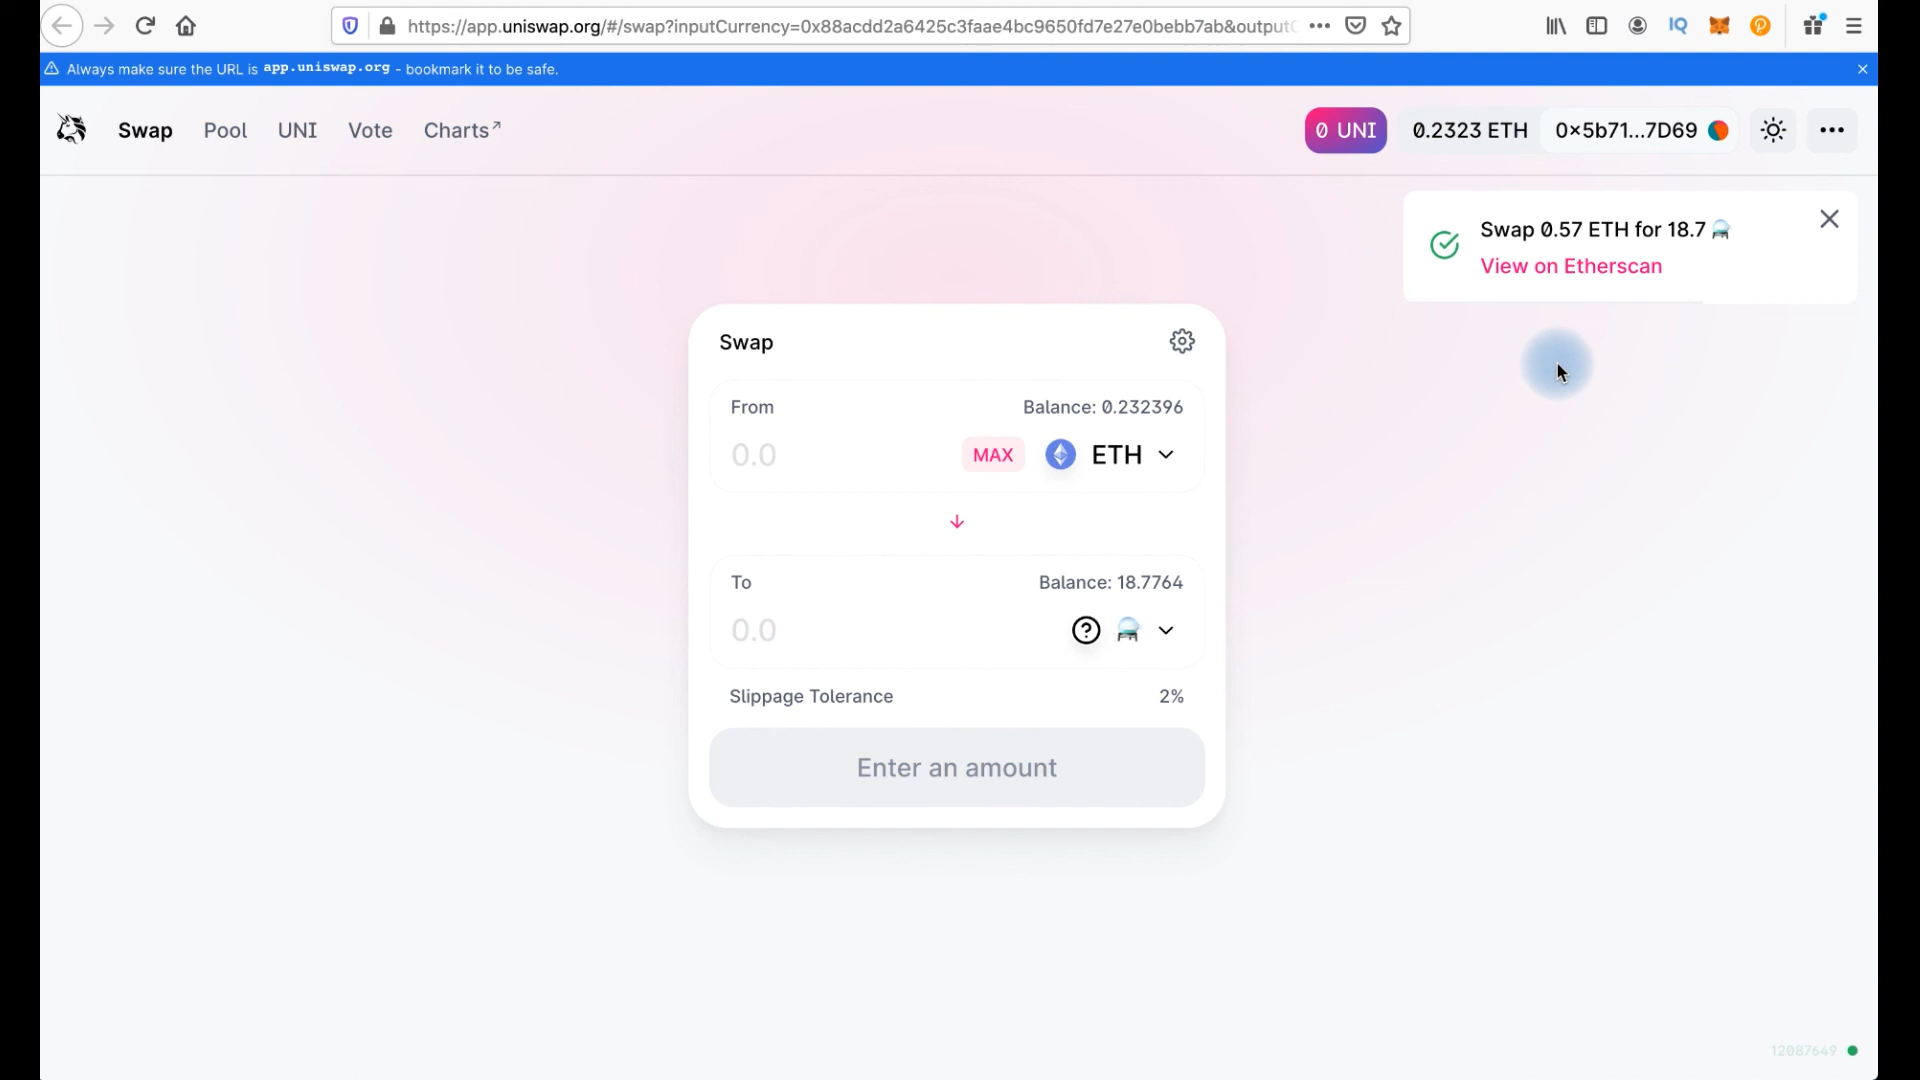 https://app.uniswap.org/#/swap?inputCurrency=0x88acdd2a6425c3faae4bc9650fd7e27e0bebb7ab&outputC
Always make sure the URL is app.uniswap.org - bookmark it to be safe.
Swap Pool UNI Vote Charts↗ 0 UNI 0.2323 ETH 0×5b71...7D69
Swap 0.57 ETH for 18.7
View on Etherscan
Swap
From Balance: 0.232396
0.0 MAX ETH
To Balance: 18.7764
0.0
Slippage Tolerance 2%
Enter an amount
12087649